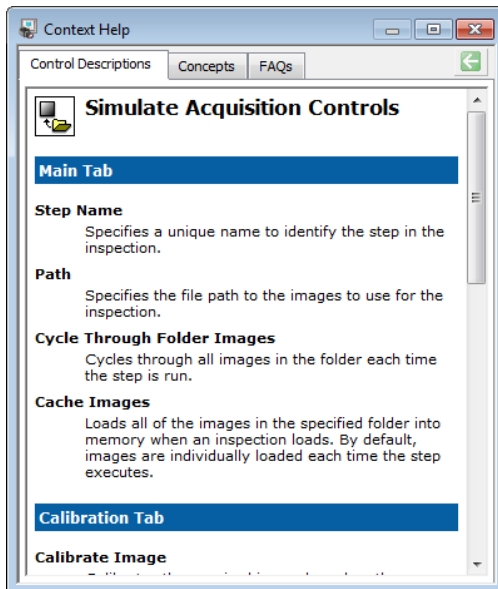 Context Help
Control Descriptions Concepts FAQs
Simulate Acquisition Controls
Main Tab
Step Name
Specifies a unique name to identify the step in the
inspection.
Path
Specifies the file path to the images to use for the
inspection.
Cycle Through Folder Images
Cycles through all images in the folder each time
the step is run.
Cache Images
Loads all of the images in the specified folder into
memory when an inspection loads. By default,
images are individually loaded each time the step
executes.
Calibration Tab
Calibrate Image